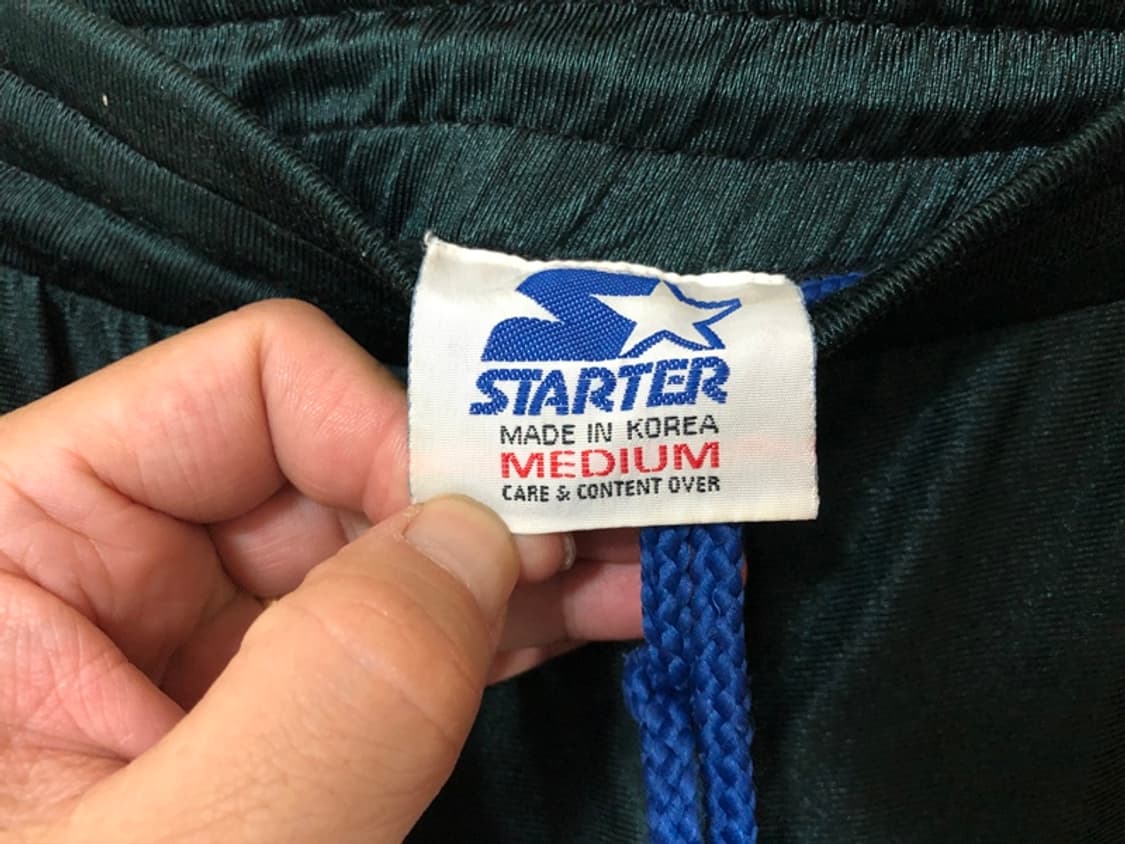 STARTER
MADE IN KOREA
MEDIUM
CARE & CONTENT OVER